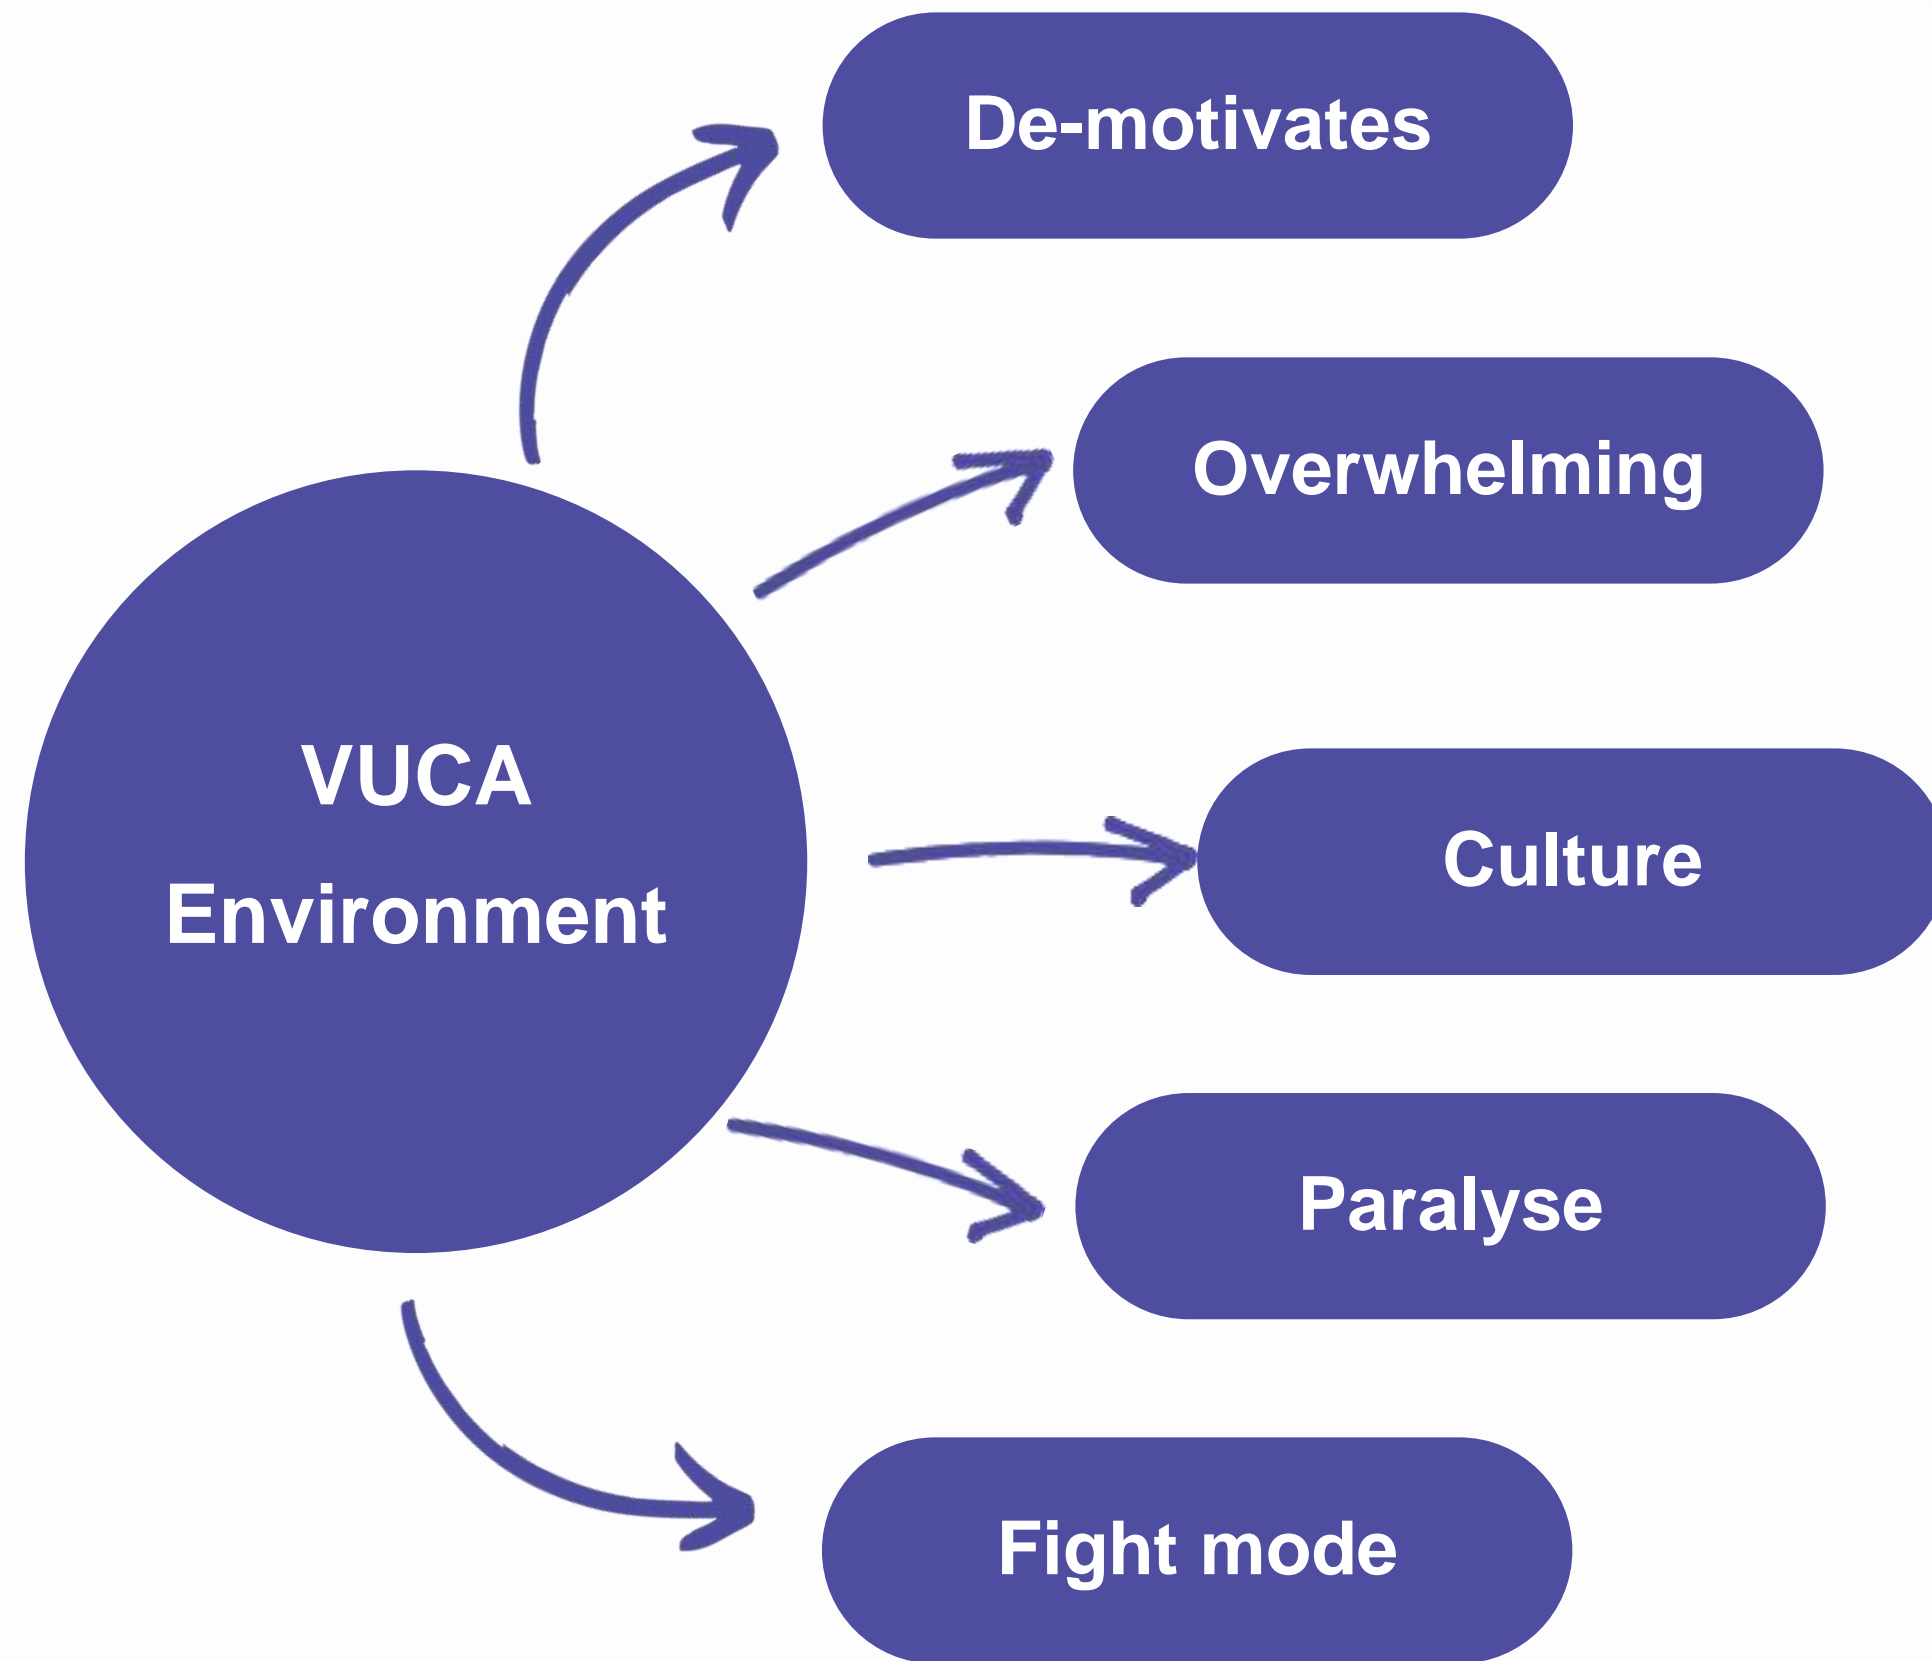 De-motivates
Overwhelming
VUCA
Environment
Culture
Paralyse
Fight mode